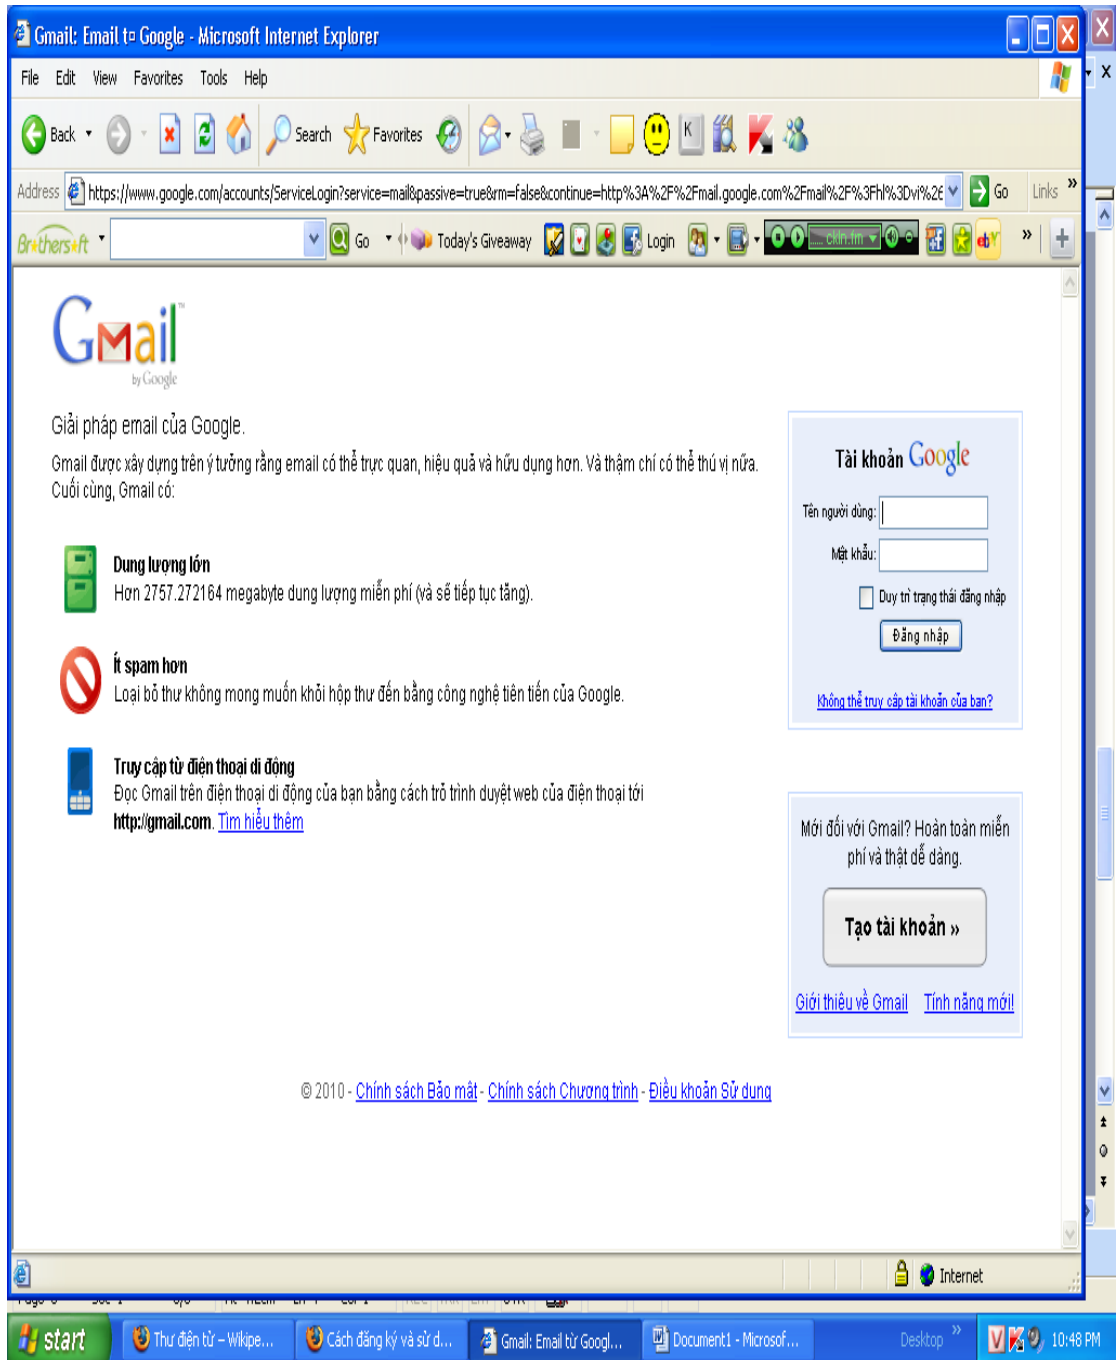 Gmail: Email t¤ Google - Microsoft Internet Explorer
File Edit View Favorites Tools Help
Back Search Favorites
Address https://www.google.com/accounts/ServiceLogin?service=mail&passive=true&rm=false&continue=http%3A%2F%2Fmail.google.com%2Fmail%2F%3Fhl%3Dvi%26 Go Links »
Brothersoft Go Today's Giveaway Login ckln.fm ebY »
Gmail™
by Google
Giải pháp email của Google.
Gmail được xây dựng trên ý tưởng rằng email có thể trực quan, hiệu quả và hữu dụng hơn. Và thậm chí có thể thú vị nữa.
Cuối cùng, Gmail có:
Dung lượng lớn
Hơn 2757.272164 megabyte dung lượng miễn phí (và sẽ tiếp tục tăng).
Ít spam hơn
Loại bỏ thư không mong muốn khỏi hộp thư đến bằng công nghệ tiên tiến của Google.
Truy cập từ điện thoại di động
Đọc Gmail trên điện thoại di động của bạn bằng cách trỏ trình duyệt web của điện thoại tới
http://gmail.com. Tìm hiểu thêm
Tài khoản Google
Tên người dùng:
Mật khẩu:
Duy trì trạng thái đăng nhập
Đăng nhập
Không thể truy cập tài khoản của bạn?
Mới đối với Gmail? Hoàn toàn miễn
phí và thật dễ dàng.
Tạo tài khoản »
Giới thiệu về Gmail Tính năng mới!
© 2010 - Chính sách Bảo mật - Chính sách Chương trình - Điều khoản Sử dụng
Internet
start Thư điện tử – Wikipe... Cách đăng ký và sử d... Gmail: Email từ Googl... Document1 - Microsof... Desktop » 10:48 PM